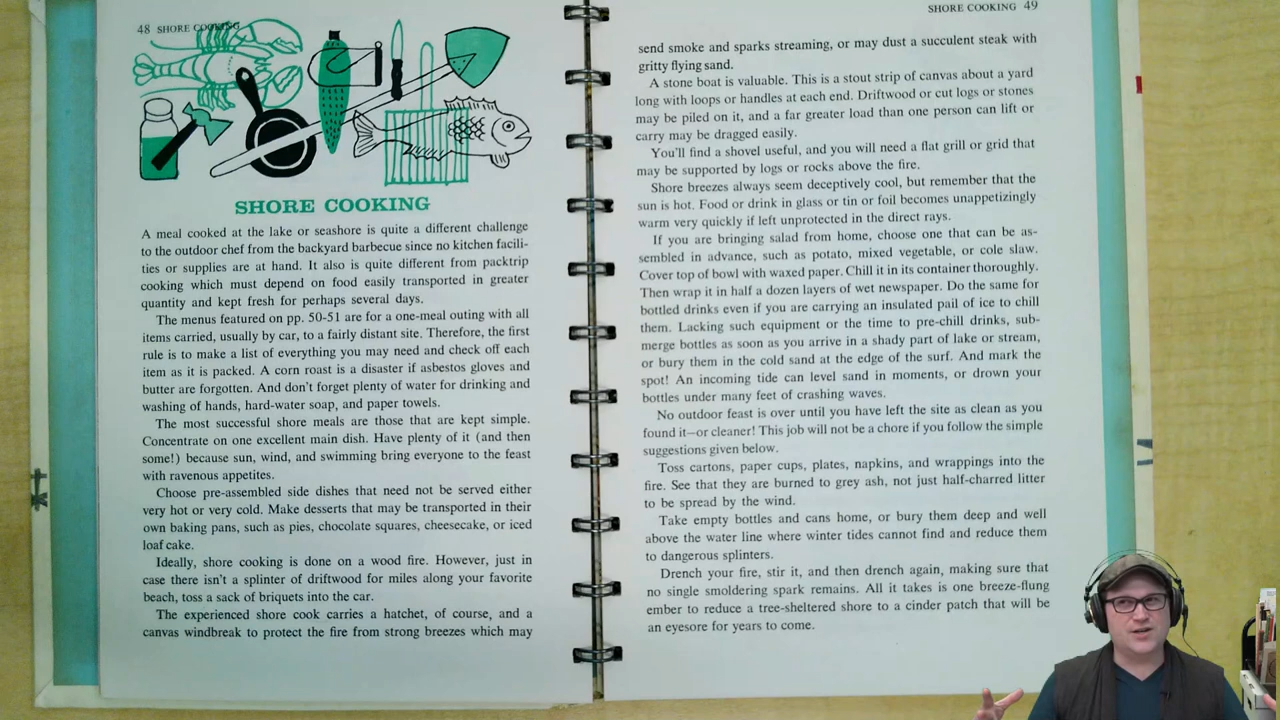 48 SHORE COOKING
SHORE COOKING
A meal cooked at the lake or seashore is quite a different challenge
to the outdoor chef from the backyard barbecue since no kitchen facili-
ties or supplies are at hand. It also is quite different from packtrip
cooking which must depend on food easily transported in greater
quantity and kept fresh for perhaps several days.
The menus featured on pp. 50-51 are for a one-meal outing with all
items carried, usually by car, to a fairly distant site. Therefore, the first
rule is to make a list of everything you may need and check off each
item as it is packed. A corn roast is a disaster if asbestos gloves and
butter are forgotten. And don't forget plenty of water for drinking and
washing of hands, hard-water soap, and paper towels.
The most successful shore meals are those that are kept simple.
Concentrate on one excellent main dish. Have plenty of it (and then
some!) because sun, wind, and swimming bring everyone to the feast
with ravenous appetites.
Choose pre-assembled side dishes that need not be served either
very hot or very cold. Make desserts that may be transported in their
own baking pans, such as pies, chocolate squares, cheesecake, or iced
loaf cake.
Ideally, shore cooking is done on a wood fire. However, just in
case there isn't a splinter of driftwood for miles along your favorite
beach, toss a sack of briquets into the car.
The experienced shore cook carries a hatchet, of course, and a
canvas windbreak to protect the fire from strong breezes which may
SHORE COOKING 49
send smoke and sparks streaming, or may dust a succulent steak with
gritty flying sand.
A stone boat is valuable. This is a stout strip of canvas about a yard
long with loops or handles at each end. Driftwood or cut logs or stones
may be piled on it, and a far greater load than one person can lift or
carry may be dragged easily.
You'll find a shovel useful, and you will need a flat grill or grid that
may be supported by logs or rocks above the fire.
Shore breezes always seem deceptively cool, but remember that the
sun is hot. Food or drink in glass or tin or foil becomes unappetizingly
warm very quickly if left unprotected in the direct rays.
If you are bringing salad from home, choose one that can be as-
sembled in advance, such as potato, mixed vegetable, or cole slaw.
Cover top of bowl with waxed paper. Chill it in its container thoroughly.
Then wrap it in half a dozen layers of wet newspaper. Do the same for
bottled drinks even if you are carrying an insulated pail of ice to chill
them. Lacking such equipment or the time to pre-chill drinks, sub-
merge bottles as soon as you arrive in a shady part of lake or stream,
or bury them in the cold sand at the edge of the surf. And mark the
spot! An incoming tide can level sand in moments, or drown your
bottles under many feet of crashing waves.
No outdoor feast is over until you have left the site as clean as you
found it—or cleaner! This job will not be a chore if you follow the simple
suggestions given below.
Toss cartons, paper cups, plates, napkins, and wrappings into the
fire. See that they are burned to grey ash, not just half-charred litter
to be spread by the wind.
Take empty bottles and cans home, or bury them deep and well
above the water line where winter tides cannot find and reduce them
to dangerous splinters.
Drench your fire, stir it, and then drench again, making sure that
no single smoldering spark remains. All it takes is one breeze-flung
ember to reduce a tree-sheltered shore to a cinder patch that will be
an eyesore for years to come.